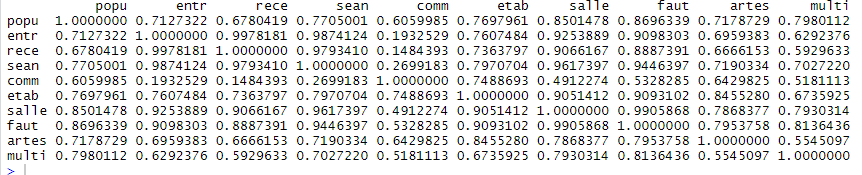 popu entr rece sean comm etab salle faut artes multi
popu 1.0000000 0.7127322 0.6780419 0.7705001 0.6059985 0.7697961 0.8501478 0.8696339 0.7178729 0.7980112
entr 0.7127322 1.0000000 0.9978181 0.9874124 0.1932529 0.7607484 0.9253889 0.9098303 0.6959383 0.6292376
rece 0.6780419 0.9978181 1.0000000 0.9793410 0.1484393 0.7363797 0.9066167 0.8887391 0.6666153 0.5929633
sean 0.7705001 0.9874124 0.9793410 1.0000000 0.2699183 0.7970704 0.9617397 0.9446397 0.7190334 0.7027220
comm 0.6059985 0.1932529 0.1484393 0.2699183 1.0000000 0.7488693 0.4912274 0.5328285 0.6429825 0.5181113
etab 0.7697961 0.7607484 0.7363797 0.7970704 0.7488693 1.0000000 0.9051412 0.9093102 0.8455280 0.6735925
salle 0.8501478 0.9253889 0.9066167 0.9617397 0.4912274 0.9051412 1.0000000 0.9905868 0.7868377 0.7930314
faut 0.8696339 0.9098303 0.8887391 0.9446397 0.5328285 0.9093102 0.9905868 1.0000000 0.7953758 0.8136436
artes 0.7178729 0.6959383 0.6666153 0.7190334 0.6429825 0.8455280 0.7868377 0.7953758 1.0000000 0.5545097
multi 0.7980112 0.6292376 0.5929633 0.7027220 0.5181113 0.6735925 0.7930314 0.8136436 0.5545097 1.0000000
>